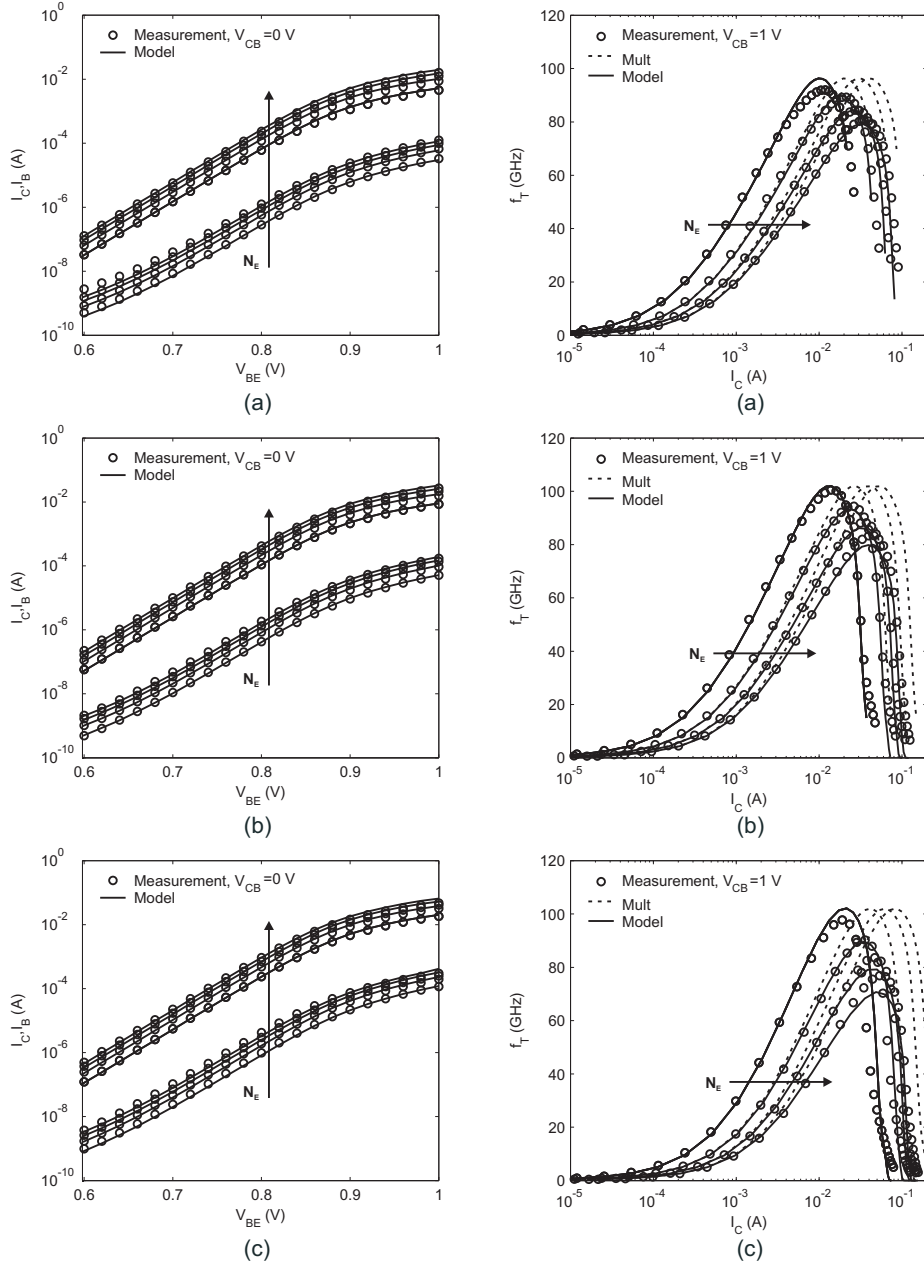 10^0
10^-2
10^-4
10^-6
10^-8
10^-10
I_C,I_B (A)
Measurement, V_CB=0 V
Model
N_E
0.6 0.7 0.8 0.9 1
V_BE (V)
(a)
120
100
80
60
40
20
0
f_T (GHz)
Measurement, V_CB=1 V
Mult
Model
N_E
10^-5 10^-4 10^-3 10^-2 10^-1
I_C (A)
(a)
10^0
10^-2
10^-4
10^-6
10^-8
10^-10
I_C,I_B (A)
Measurement, V_CB=0 V
Model
N_E
0.6 0.7 0.8 0.9 1
V_BE (V)
(b)
120
100
80
60
40
20
0
f_T (GHz)
Measurement, V_CB=1 V
Mult
Model
N_E
10^-5 10^-4 10^-3 10^-2 10^-1
I_C (A)
(b)
10^0
10^-2
10^-4
10^-6
10^-8
10^-10
I_C,I_B (A)
Measurement, V_CB=0 V
Model
N_E
0.6 0.7 0.8 0.9 1
V_BE (V)
(c)
120
100
80
60
40
20
0
f_T (GHz)
Measurement, V_CB=1 V
Mult
Model
N_E
10^-5 10^-4 10^-3 10^-2 10^-1
I_C (A)
(c)